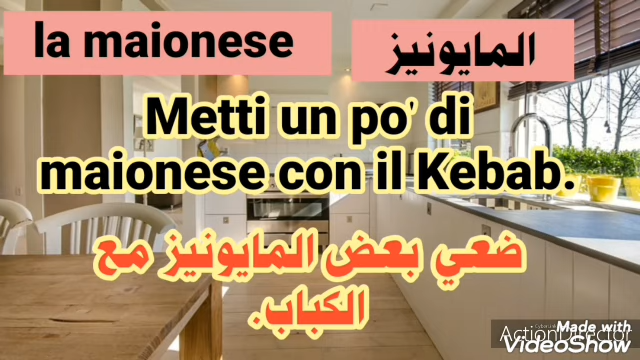 la maionese
المايونيز
Metti un po' di
maionese con il Kebab.
ضعي بعض المايونيز مع
الكباب.
Made with
ActionDirector
VideoShow